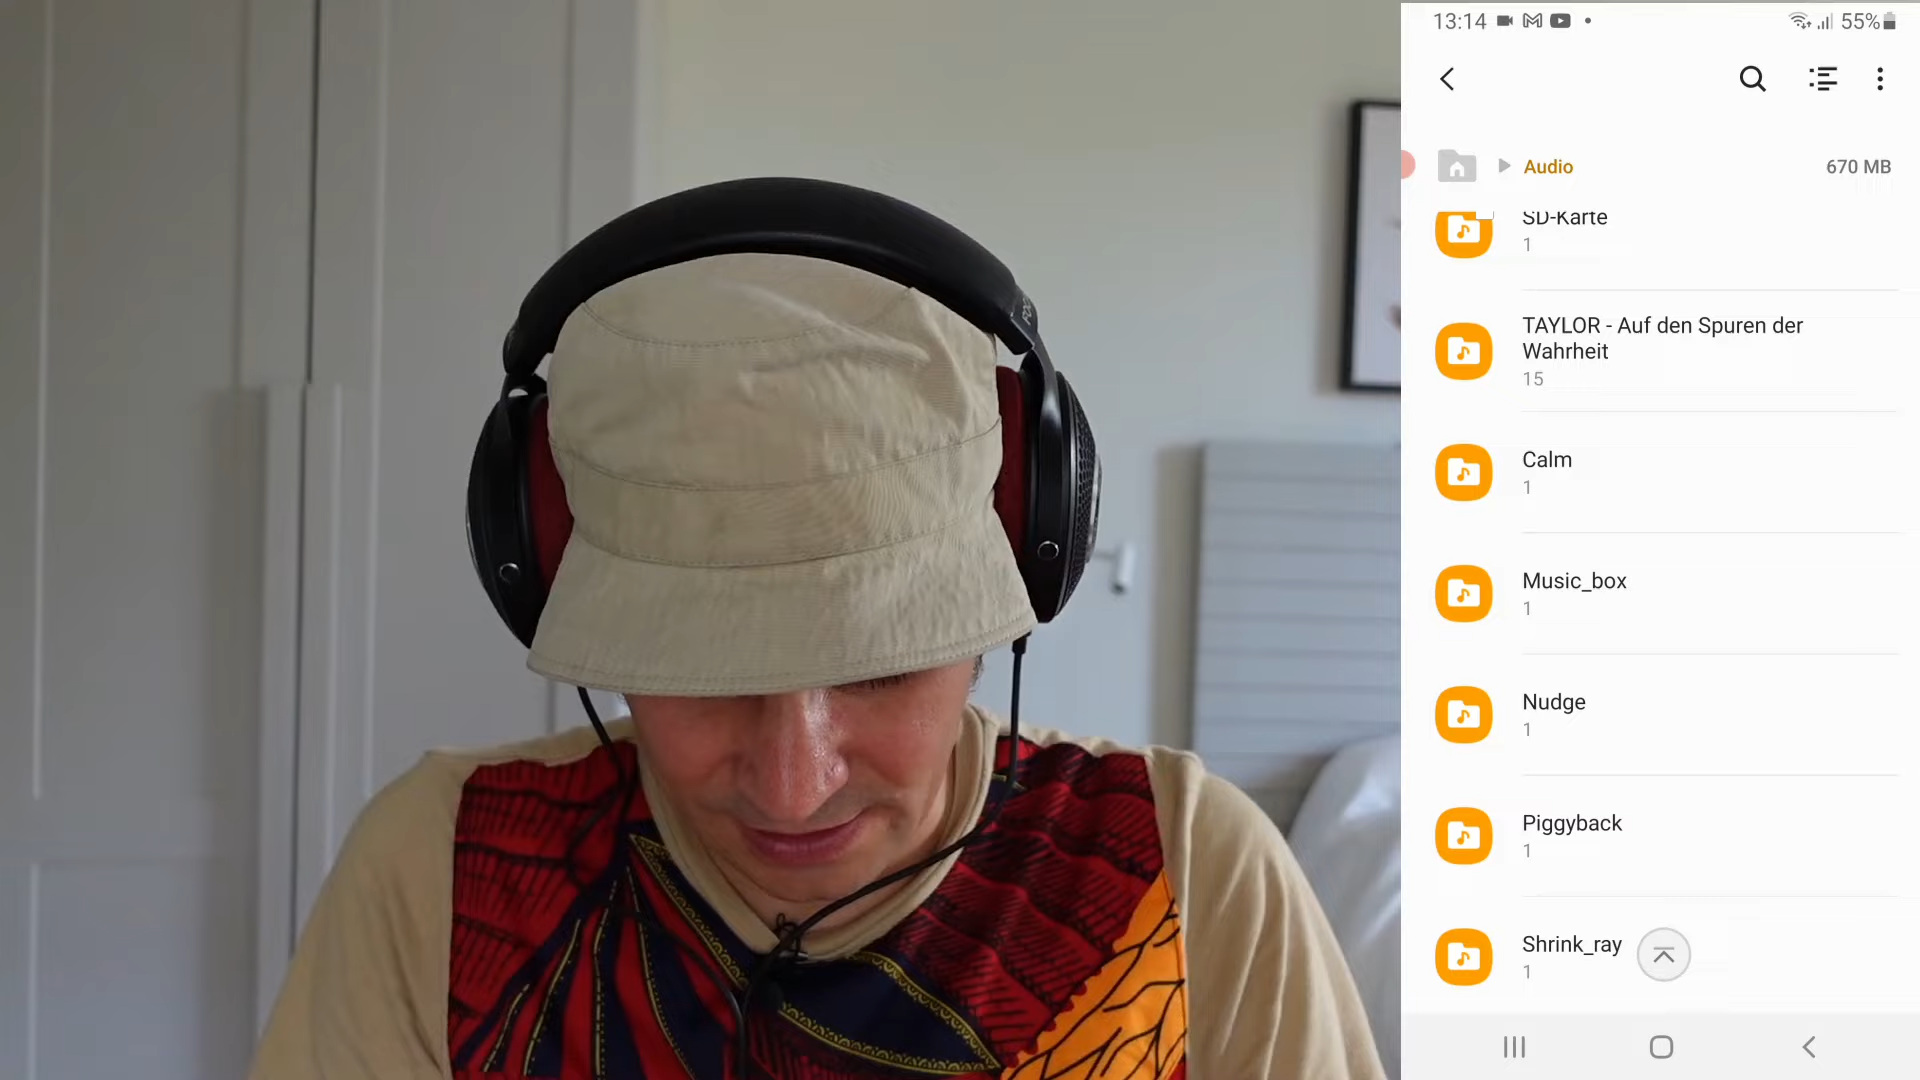 13:14
55%
Audio
670 MB
SD-Karte
1
TAYLOR - Auf den Spuren der
Wahrheit
15
Calm
1
Music_box
1
Nudge
1
Piggyback
1
Shrink_ray
1